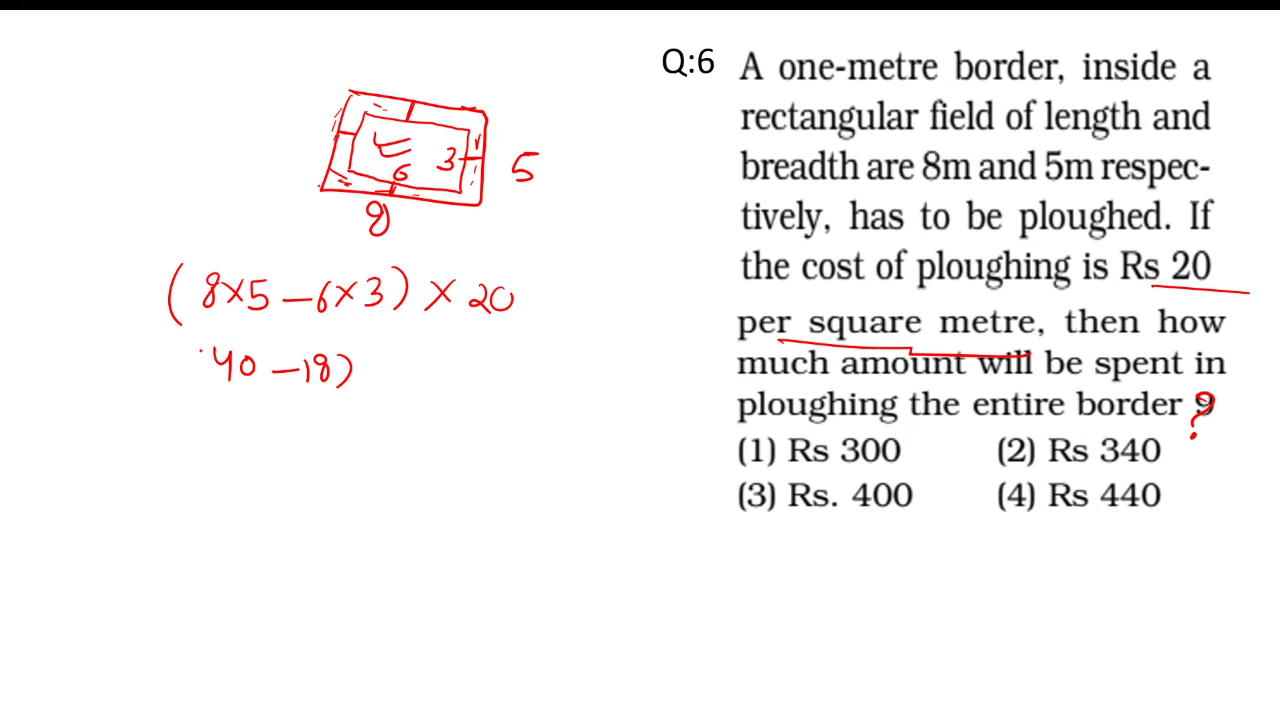 Q:6 A one-metre border, inside a
rectangular field of length and
breadth are 8m and 5m respec-
tively, has to be ploughed. If
the cost of ploughing is Rs 20
per square metre, then how
much amount will be spent in
ploughing the entire border ?
(1) Rs 300 (2) Rs 340
(3) Rs. 400 (4) Rs 440
3
6
5
8
(8×5 – 6×3) × 20
40 – 18)